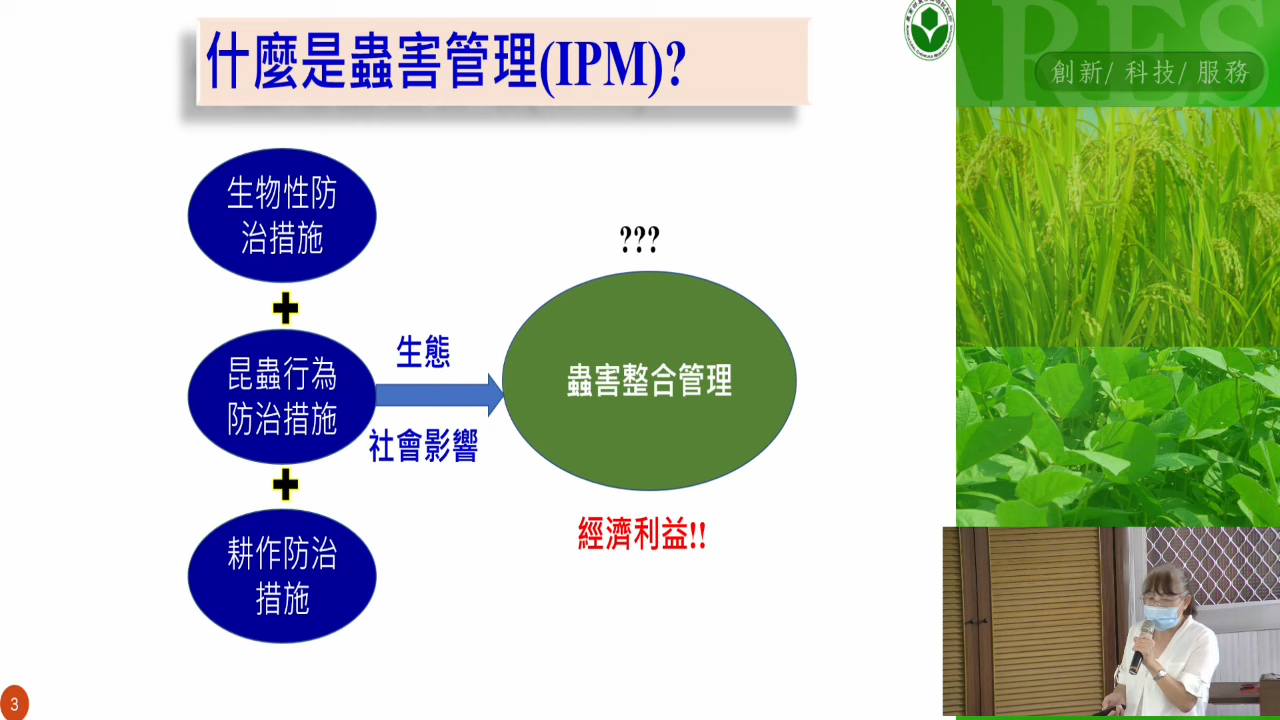 什麼是蟲害管理(IPM)?
ARES
創新/ 科技/ 服務
生物性防
治措施
???
昆蟲行為
防治措施
生態
社會影響
蟲害整合管理
經濟利益!!
耕作防治
措施
3